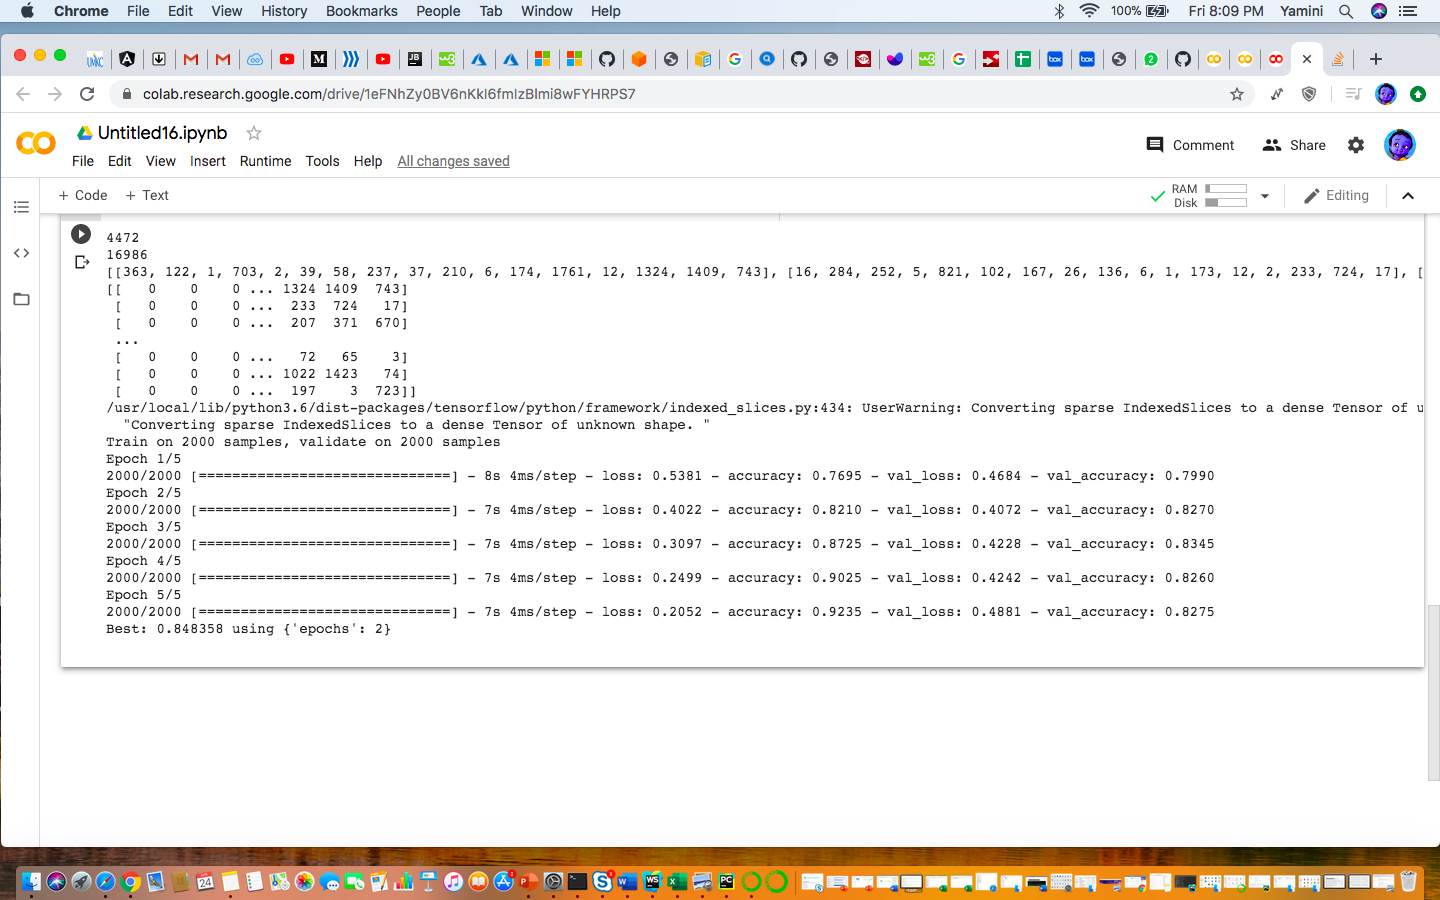 Chrome File Edit View History Bookmarks People Tab Window Help 100% Fri 8:09 PM Yamini
colab.research.google.com/drive/1eFNhZy0BV6nKkl6fmIzBImi8wFYHRPS7
Untitled16.ipynb
Comment Share
File Edit View Insert Runtime Tools Help All changes saved
+ Code + Text
RAM
Disk
Editing
4472
16986
[[363, 122, 1, 703, 2, 39, 58, 237, 37, 210, 6, 174, 1761, 12, 1324, 1409, 743], [16, 284, 252, 5, 821, 102, 167, 26, 136, 6, 1, 173, 12, 2, 233, 724, 17], [
[[ 0 0 0 ... 1324 1409 743]
[ 0 0 0 ... 233 724 17]
[ 0 0 0 ... 207 371 670]
...
[ 0 0 0 ... 72 65 3]
[ 0 0 0 ... 1022 1423 74]
[ 0 0 0 ... 197 3 723]]
/usr/local/lib/python3.6/dist-packages/tensorflow/python/framework/indexed_slices.py:434: UserWarning: Converting sparse IndexedSlices to a dense Tensor of u
"Converting sparse IndexedSlices to a dense Tensor of unknown shape. "
Train on 2000 samples, validate on 2000 samples
Epoch 1/5
2000/2000 [==============================] - 8s 4ms/step - loss: 0.5381 - accuracy: 0.7695 - val_loss: 0.4684 - val_accuracy: 0.7990
Epoch 2/5
2000/2000 [==============================] - 7s 4ms/step - loss: 0.4022 - accuracy: 0.8210 - val_loss: 0.4072 - val_accuracy: 0.8270
Epoch 3/5
2000/2000 [==============================] - 7s 4ms/step - loss: 0.3097 - accuracy: 0.8725 - val_loss: 0.4228 - val_accuracy: 0.8345
Epoch 4/5
2000/2000 [==============================] - 7s 4ms/step - loss: 0.2499 - accuracy: 0.9025 - val_loss: 0.4242 - val_accuracy: 0.8260
Epoch 5/5
2000/2000 [==============================] - 7s 4ms/step - loss: 0.2052 - accuracy: 0.9235 - val_loss: 0.4881 - val_accuracy: 0.8275
Best: 0.848358 using {'epochs': 2}